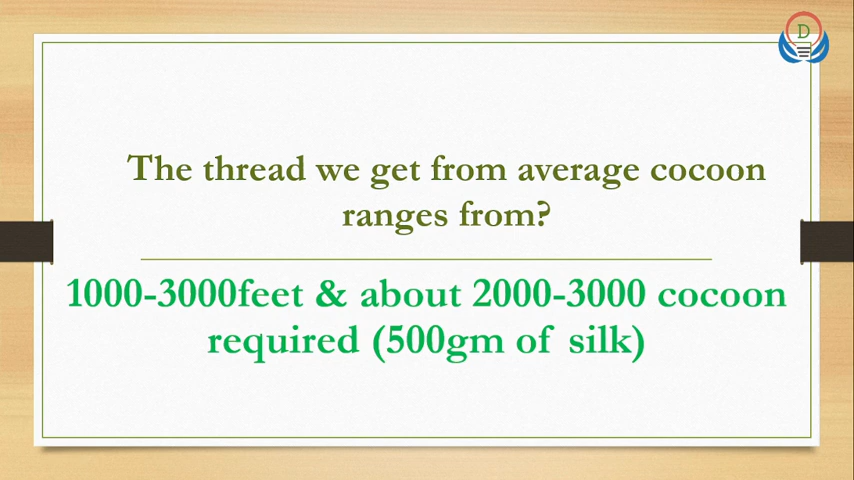 D
The thread we get from average cocoon
ranges from?
1000-3000feet & about 2000-3000 cocoon
required (500gm of silk)